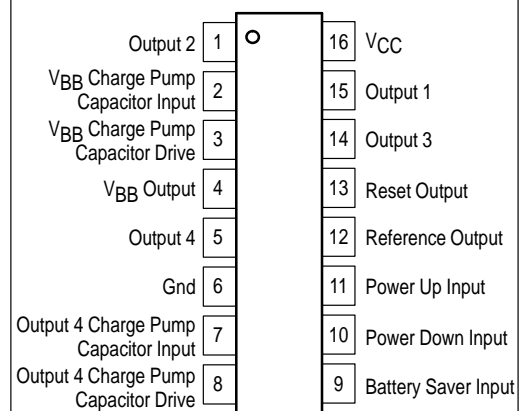 Output 2 1
VBB Charge Pump
Capacitor Input 2
VBB Charge Pump
Capacitor Drive 3
VBB Output 4
Output 4 5
Gnd 6
Output 4 Charge Pump
Capacitor Input 7
Output 4 Charge Pump
Capacitor Drive 8
16 VCC
15 Output 1
14 Output 3
13 Reset Output
12 Reference Output
11 Power Up Input
10 Power Down Input
9 Battery Saver Input